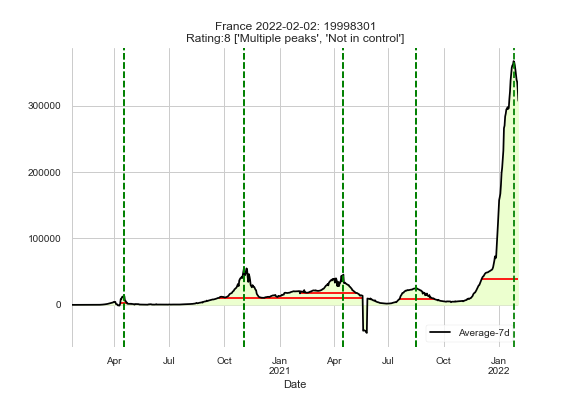 France 2022-02-02: 19998301
Rating:8 ['Multiple peaks', 'Not in control']
300000
200000
100000
0
Average-7d
Apr Jul Oct Jan Apr Jul Oct Jan
2021 2022
Date